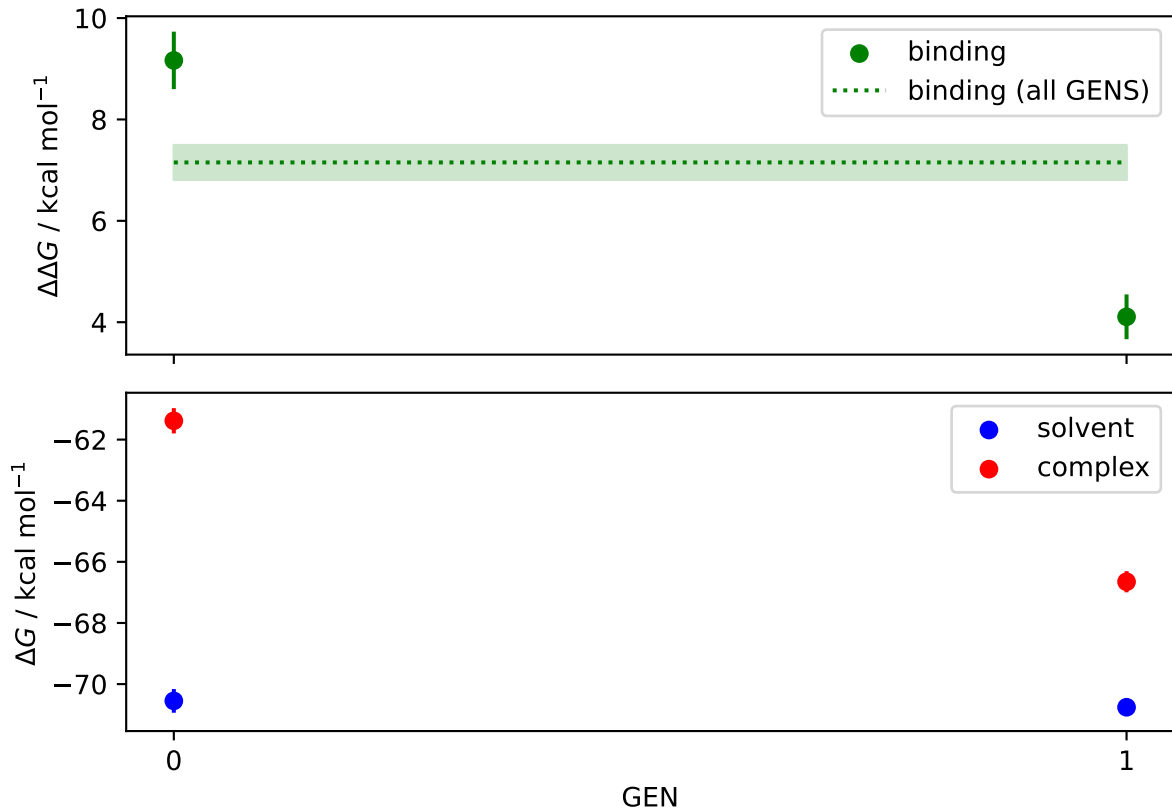 10
8
6
4
ΔΔG / kcal mol⁻¹
binding
binding (all GENS)
−62
−64
−66
−68
−70
ΔG / kcal mol⁻¹
solvent
complex
0
1
GEN